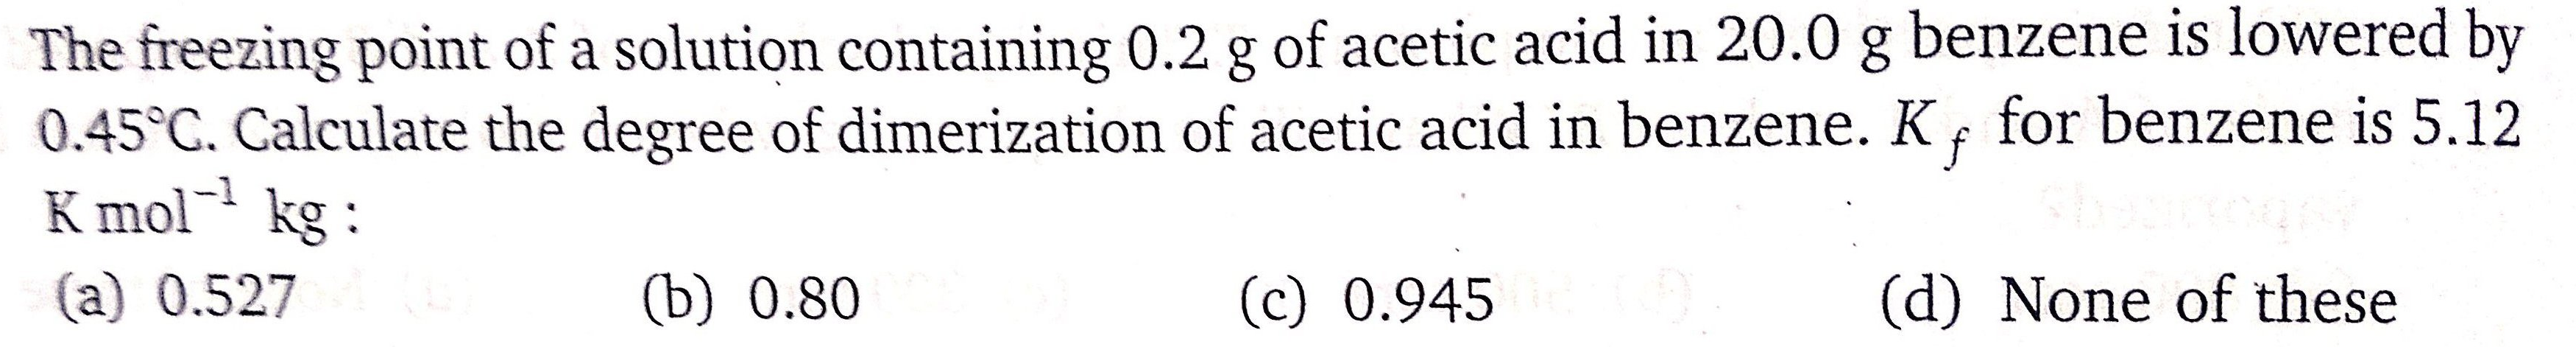 The freezing point of a solution containing 0.2 g of acetic acid in 20.0 g benzene is lowered by
0.45°C. Calculate the degree of dimerization of acetic acid in benzene. K_f for benzene is 5.12
K mol⁻¹ kg :
(a) 0.527 (b) 0.80 (c) 0.945 (d) None of these